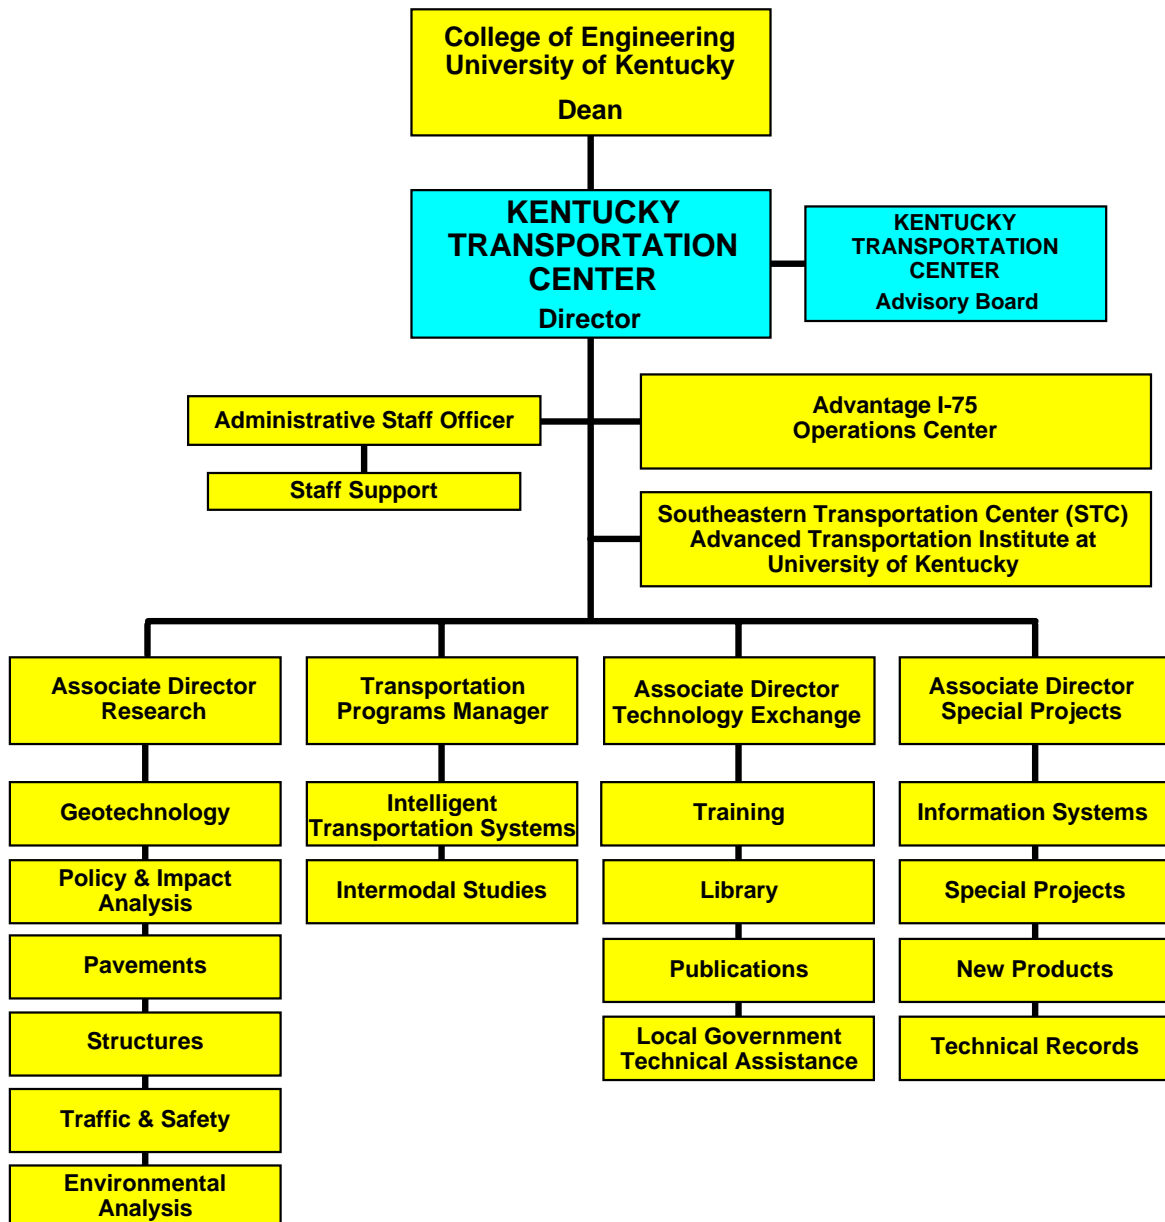 College of Engineering
University of Kentucky
Dean
KENTUCKY
TRANSPORTATION
CENTER
Director
KENTUCKY
TRANSPORTATION
CENTER
Advisory Board
Administrative Staff Officer
Staff Support
Advantage I-75
Operations Center
Southeastern Transportation Center (STC)
Advanced Transportation Institute at
University of Kentucky
Associate Director
Research
Geotechnology
Policy & Impact
Analysis
Pavements
Structures
Traffic & Safety
Environmental
Analysis
Transportation
Programs Manager
Intelligent
Transportation Systems
Intermodal Studies
Associate Director
Technology Exchange
Training
Library
Publications
Local Government
Technical Assistance
Associate Director
Special Projects
Information Systems
Special Projects
New Products
Technical Records